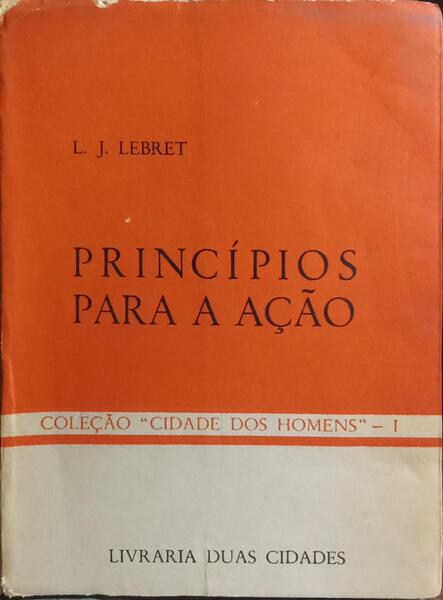 L. J. LEBRET
PRINCÍPIOS
PARA A AÇÃO
COLEÇÃO "CIDADE DOS HOMENS" - I
LIVRARIA DUAS CIDADES